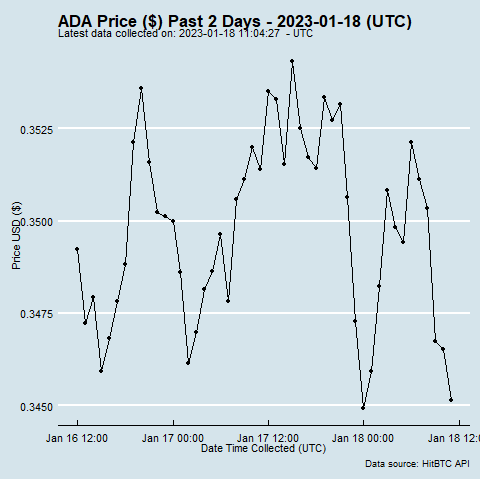 ADA Price ($) Past 2 Days - 2023-01-18 (UTC)
Latest data collected on: 2023-01-18 11:04:27 - UTC
0.3525
0.3500
0.3475
0.3450
Price USD ($)
Jan 16 12:00 Jan 17 00:00 Jan 17 12:00 Jan 18 00:00 Jan 18 12:00
Date Time Collected (UTC)
Data source: HitBTC API